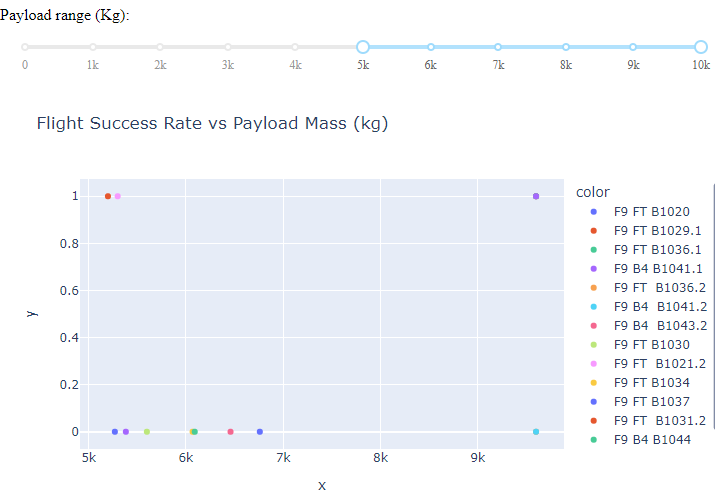 Payload range (Kg):
0 1k 2k 3k 4k 5k 6k 7k 8k 9k 10k
Flight Success Rate vs Payload Mass (kg)
color
F9 FT B1020
F9 FT B1029.1
F9 FT B1036.1
F9 B4 B1041.1
F9 FT  B1036.2
F9 B4  B1041.2
F9 B4  B1043.2
F9 FT B1030
F9 FT  B1021.2
F9 FT B1034
F9 FT B1037
F9 FT  B1031.2
F9 B4 B1044
1
0.8
0.6
0.4
0.2
0
y
5k 6k 7k 8k 9k
x